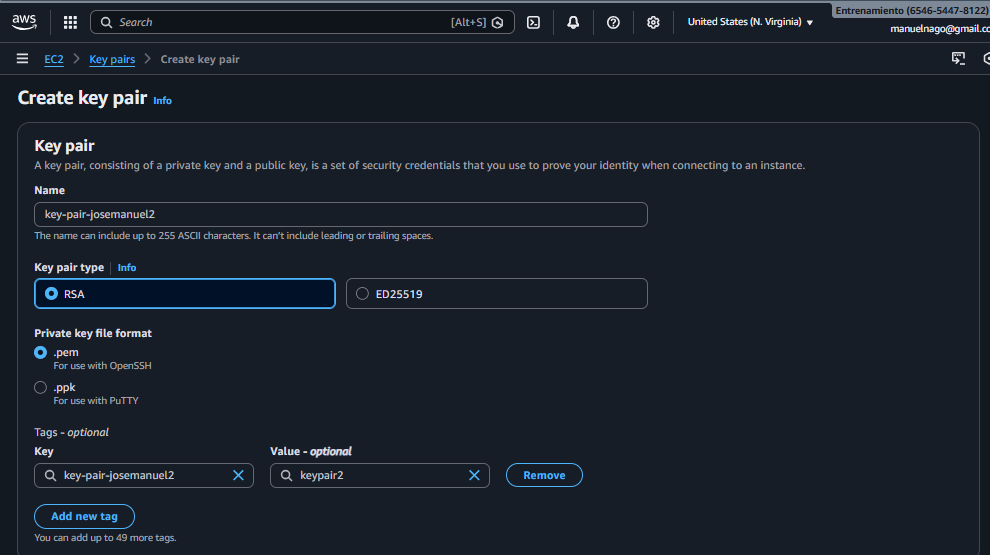 aws
Search
[Alt+S]
United States (N. Virginia)
Entrenamiento (6546-5447-8122)
manuelnago@gmail.co
EC2 > Key pairs > Create key pair
Create key pair Info
Key pair
A key pair, consisting of a private key and a public key, is a set of security credentials that you use to prove your identity when connecting to an instance.
Name
key-pair-josemanuel2
The name can include up to 255 ASCII characters. It can't include leading or trailing spaces.
Key pair type | Info
RSA
ED25519
Private key file format
.pem
For use with OpenSSH
.ppk
For use with PuTTY
Tags - optional
Key
Value - optional
key-pair-josemanuel2
keypair2
Remove
Add new tag
You can add up to 49 more tags.